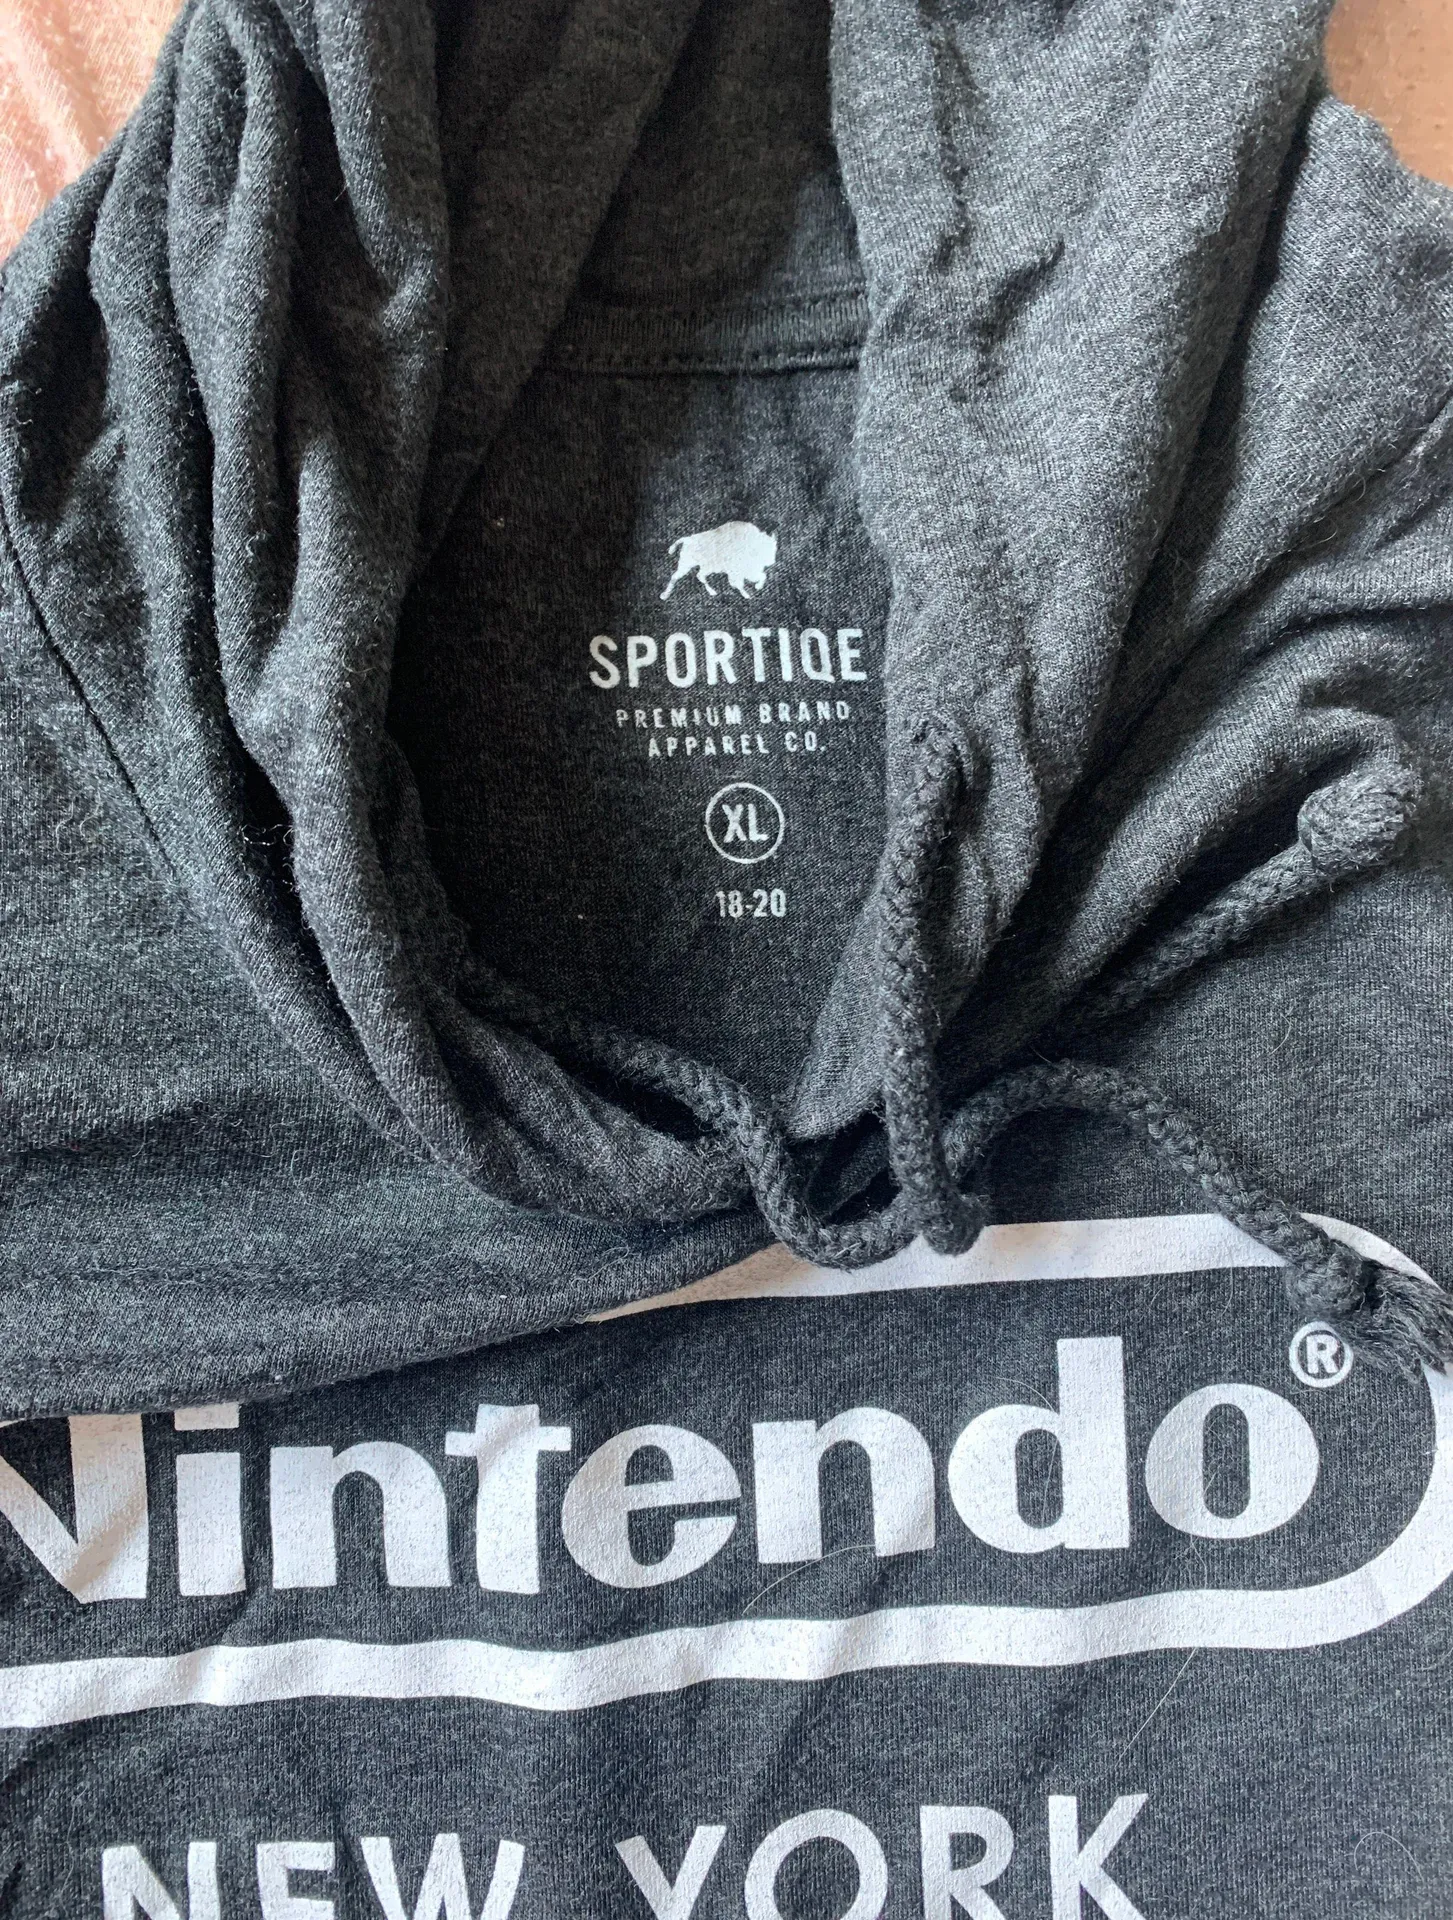 SPORTIQE
PREMIUM BRAND
APPAREL CO.
XL
18-20
Nintendo®
NEW YORK